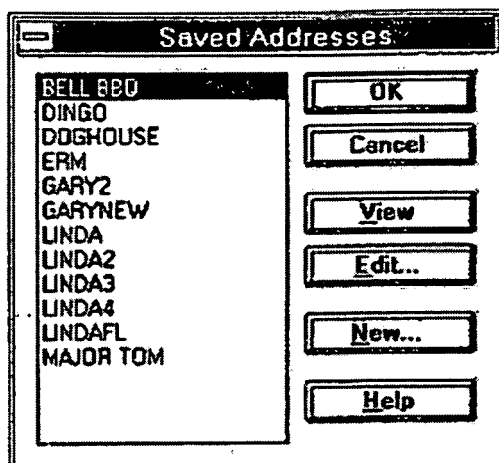 Saved Addresses
BELL BBQ
DINGO
DOGHOUSE
ERM
GARY2
GARYNEW
LINDA
LINDA2
LINDA3
LINDA4
LINDAFL
MAJOR TOM
OK
Cancel
View
Edit...
New...
Help